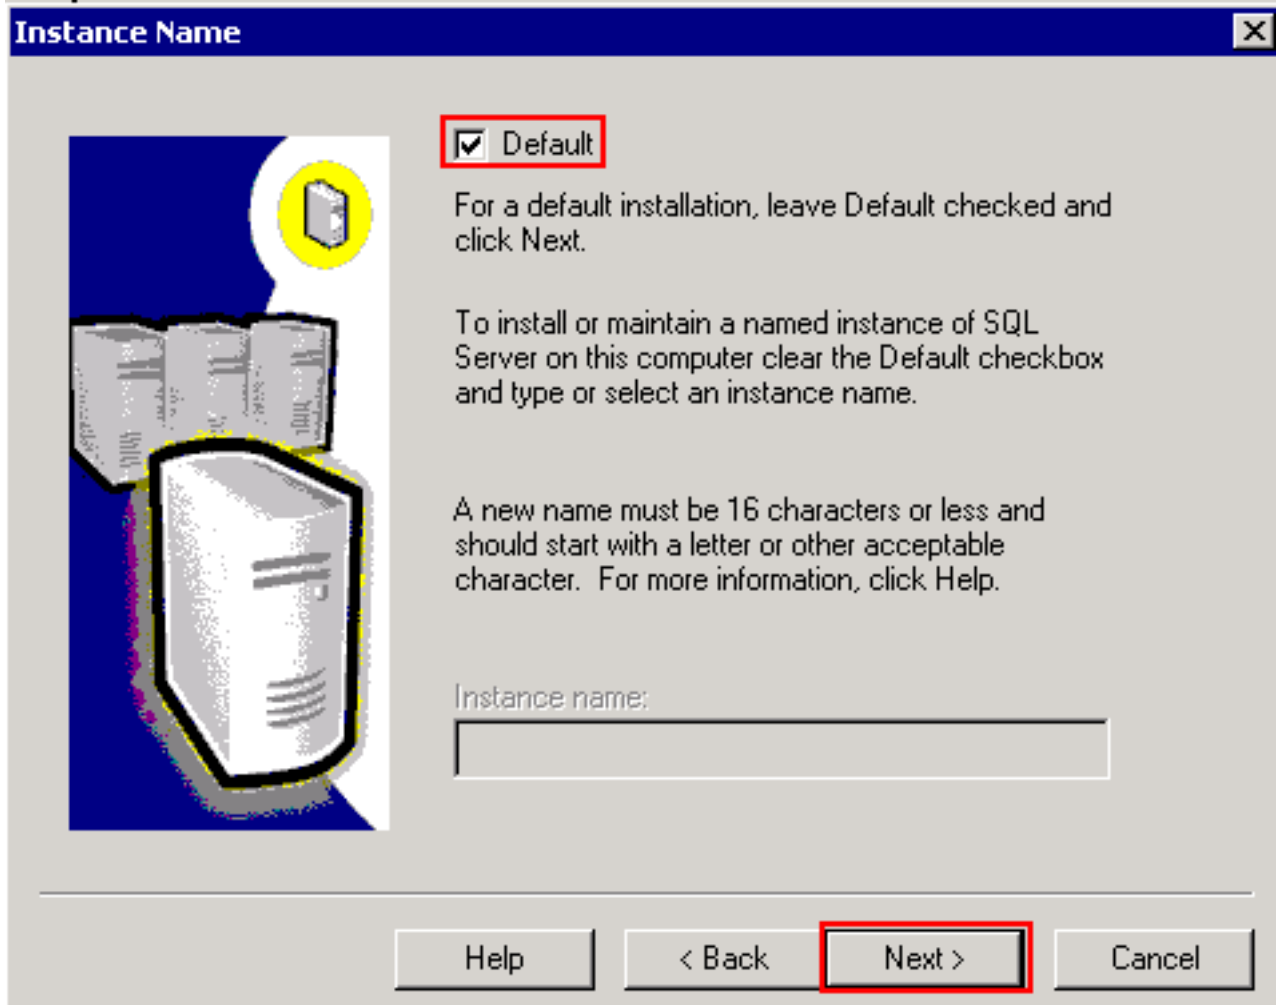 Instance Name
Default
For a default installation, leave Default checked and
click Next.
To install or maintain a named instance of SQL
Server on this computer clear the Default checkbox
and type or select an instance name.
A new name must be 16 characters or less and
should start with a letter or other acceptable
character.  For more information, click Help.
Instance name:
Help
< Back
Next >
Cancel